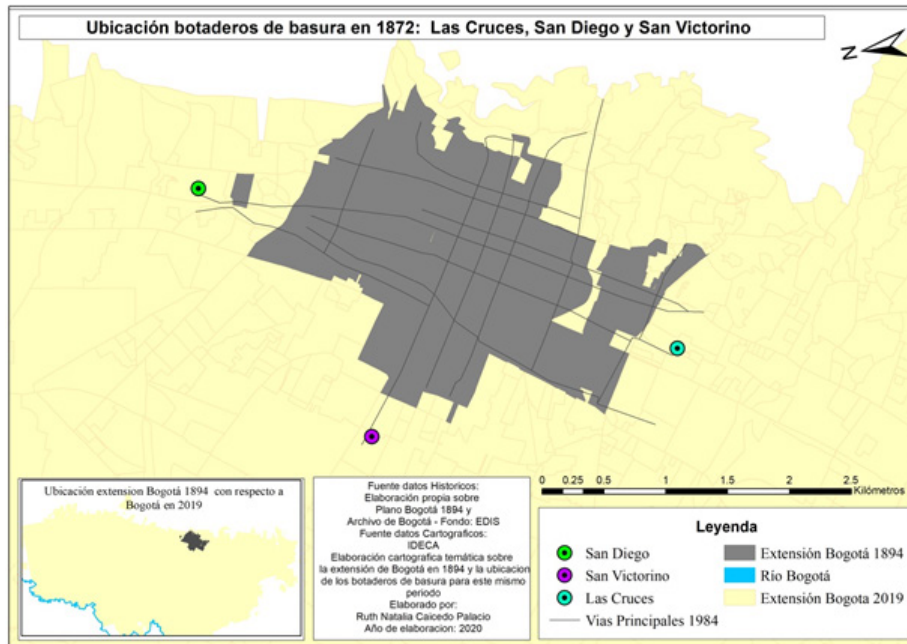 Ubicación botaderos de basura en 1872: Las Cruces, San Diego y San Victorino
N
Ubicación extension Bogotá 1894 con respecto a
Bogotá en 2019
Fuente datos Historicos:
Elaboración propia sobre
Plano Bogotá 1894 y
Archivo de Bogotá - Fondo: EDIS
Fuente datos Cartograficos:
IDECA
Elaboración cartografica temática sobre
la extensión de Bogotá en 1894 y la ubicacion
de los botaderos de basura para este mismo
periodo
Elaborado por:
Ruth Natalia Caicedo Palacio
Año de elaboracion: 2020
0 0.25 0.5 1 1.5 2 2.5
Kilómetros
Leyenda
San Diego
San Victorino
Las Cruces
Vias Principales 1984
Extensión Bogotá 1894
Río Bogotá
Extensión Bogota 2019